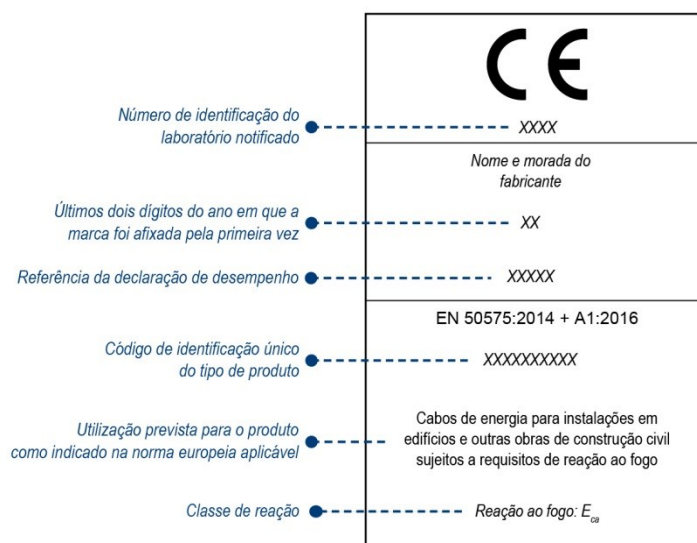 CE
Número de identificação do
laboratório notificado
XXXX
Nome e morada do
fabricante
Últimos dois dígitos do ano em que a
marca foi afixada pela primeira vez
XX
Referência da declaração de desempenho
XXXXX
EN 50575:2014 + A1:2016
Código de identificação único
do tipo de produto
XXXXXXXXXX
Utilização prevista para o produto
como indicado na norma europeia aplicável
Cabos de energia para instalações em
edifícios e outras obras de construção civil
sujeitos a requisitos de reação ao fogo
Classe de reação
Reação ao fogo: Eca